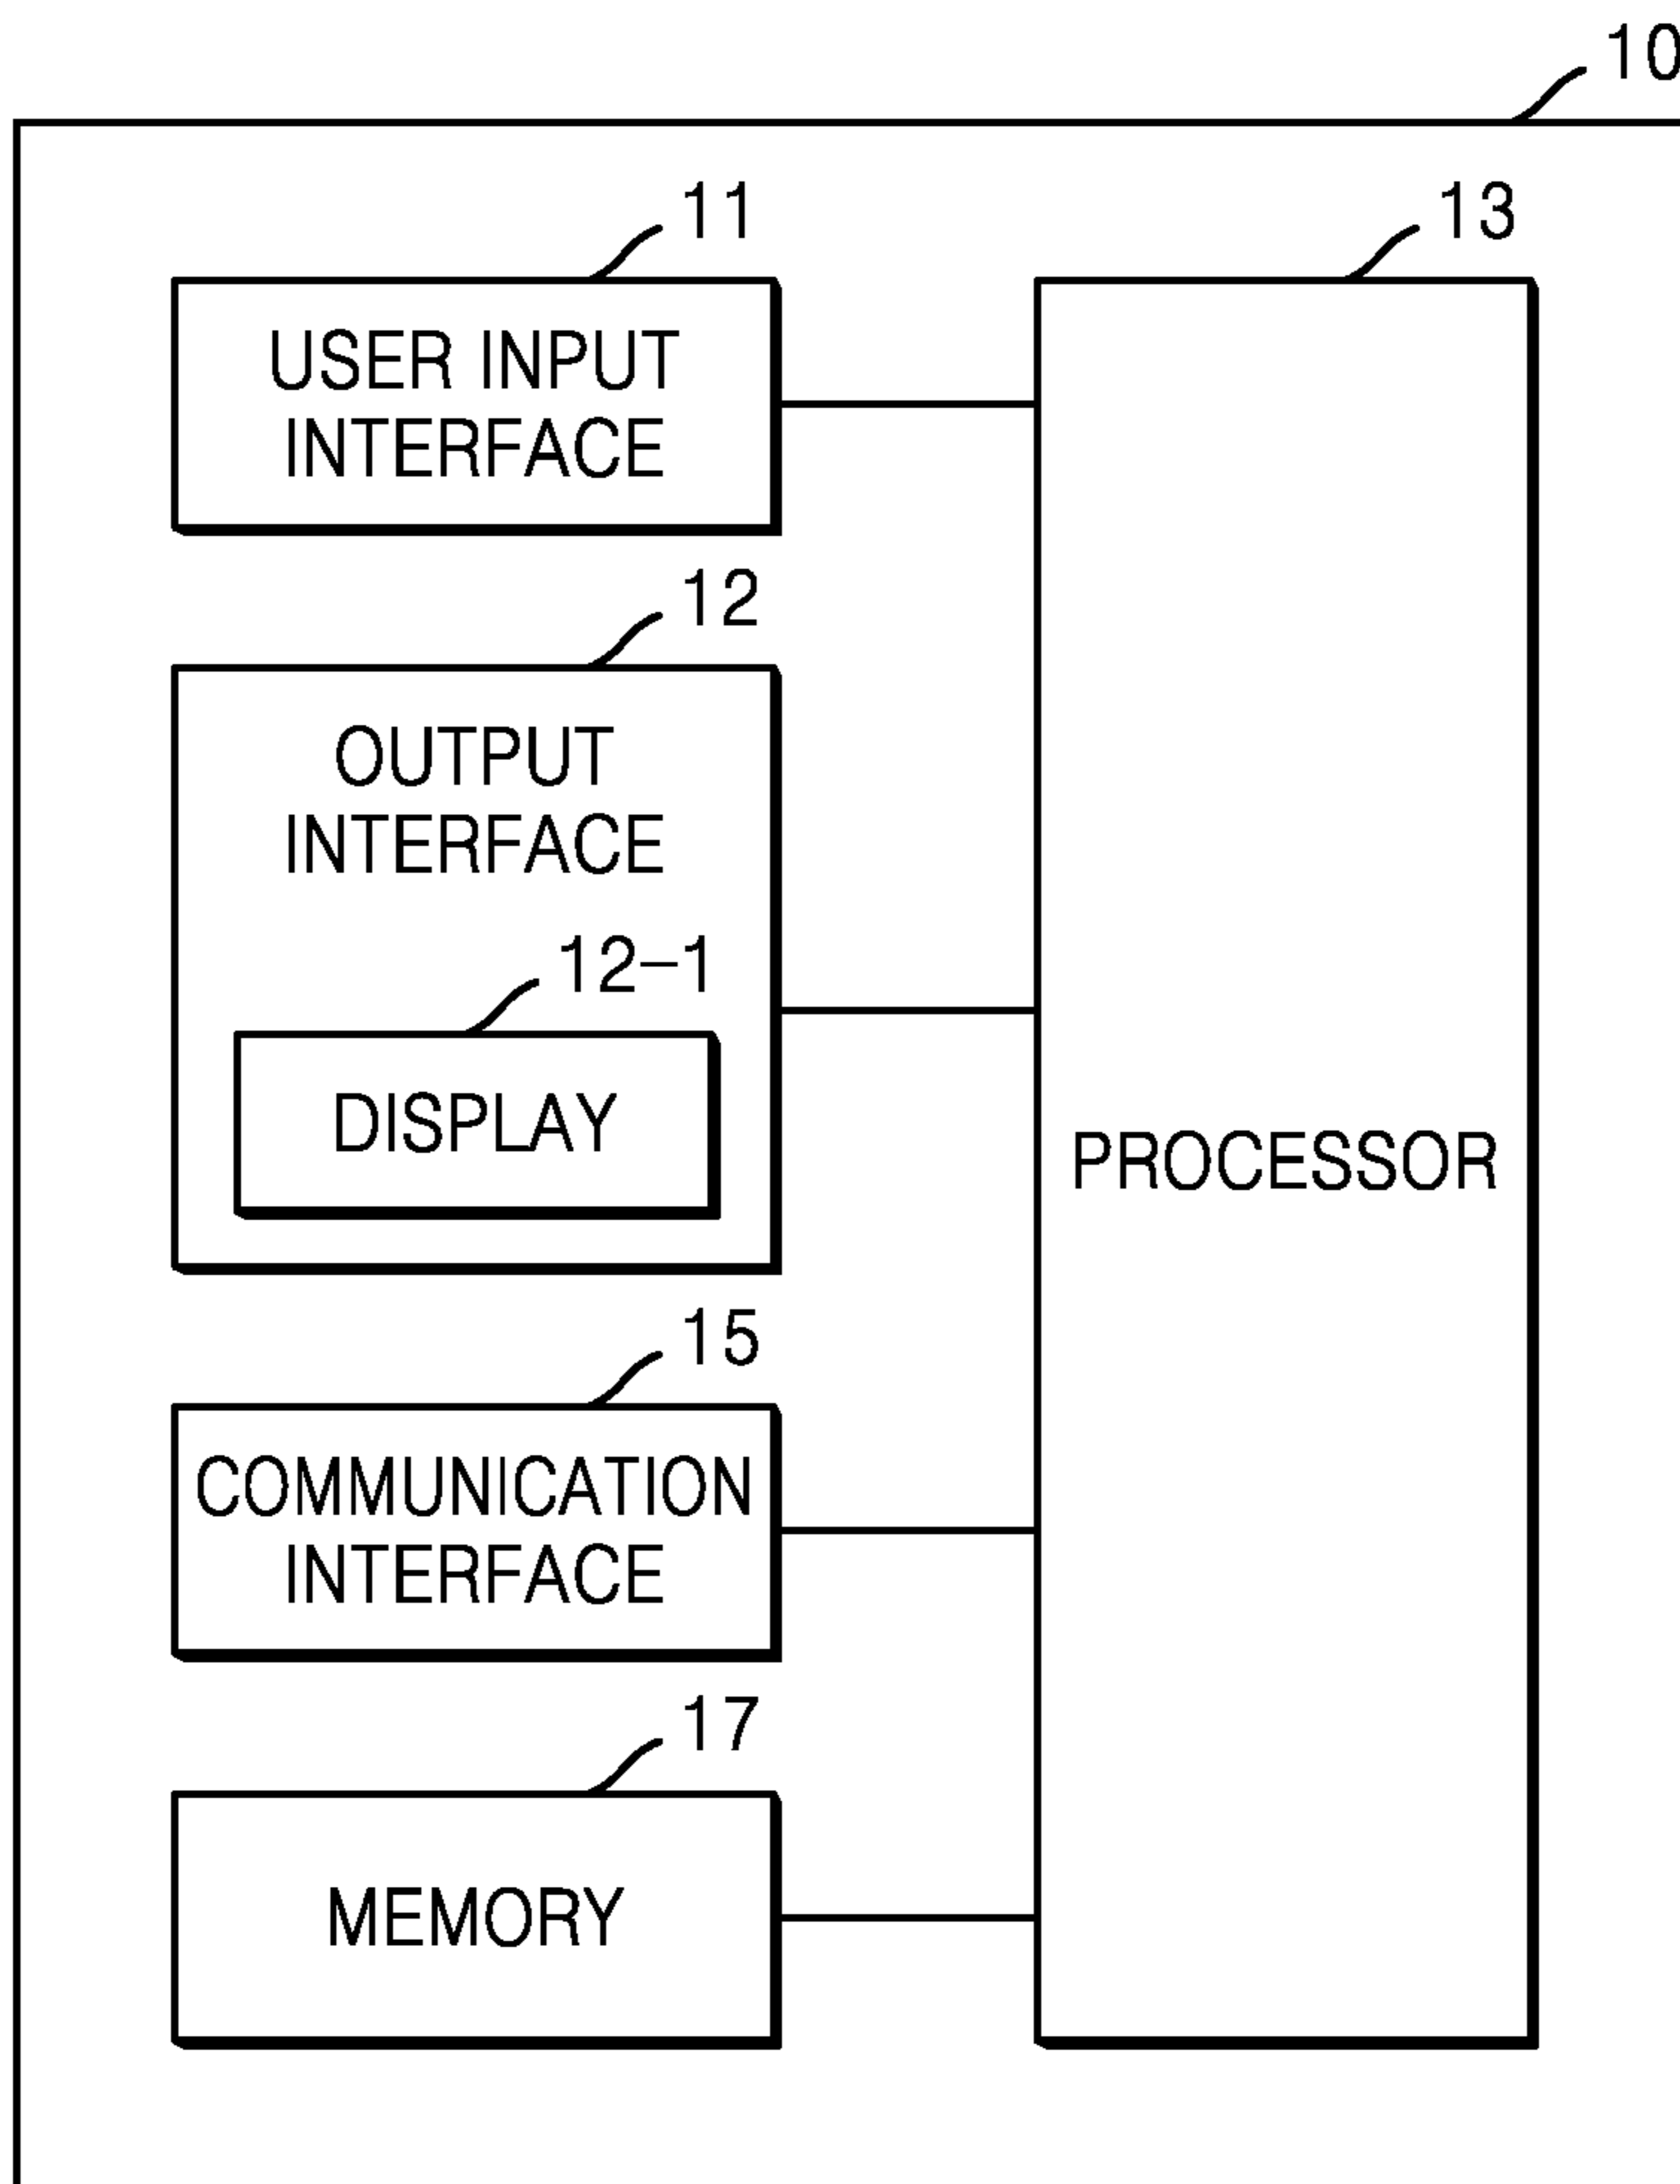 10
11
USER INPUT
INTERFACE
13
PROCESSOR
12
OUTPUT
INTERFACE
12-1
DISPLAY
15
COMMUNICATION
INTERFACE
17
MEMORY